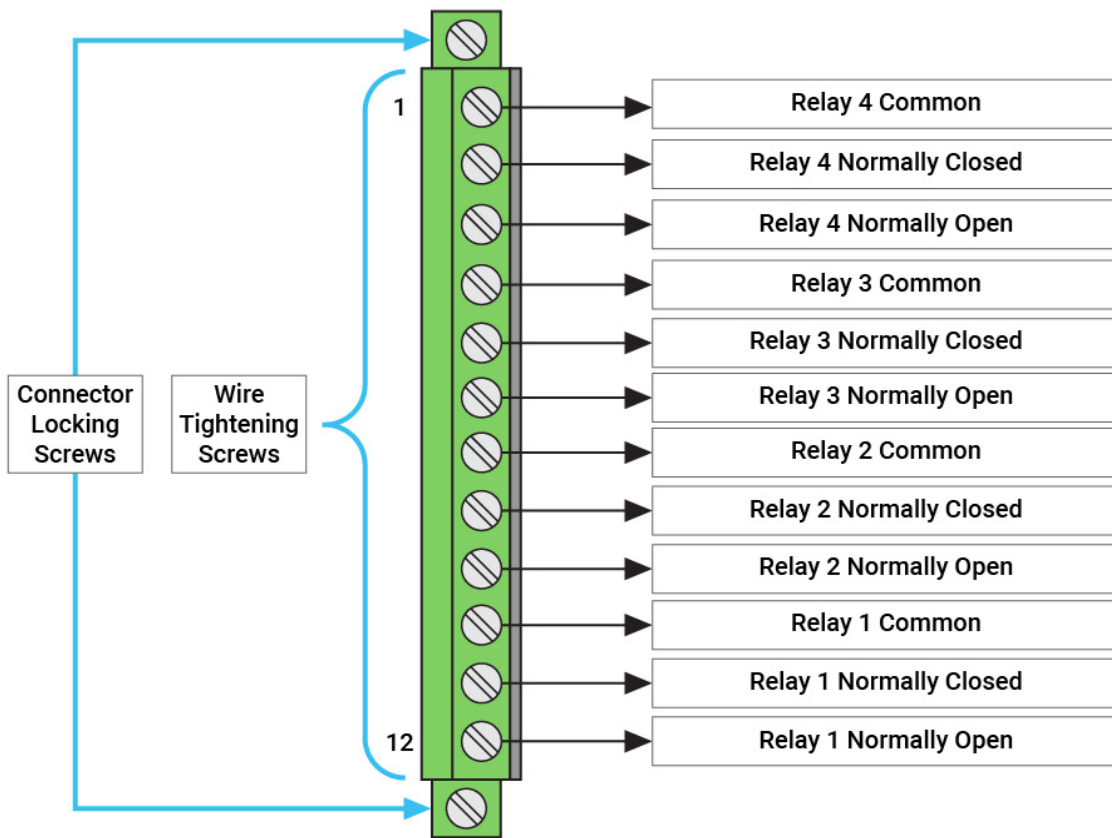 1
Relay 4 Common
Relay 4 Normally Closed
Relay 4 Normally Open
Relay 3 Common
Relay 3 Normally Closed
Relay 3 Normally Open
Relay 2 Common
Relay 2 Normally Closed
Relay 2 Normally Open
Relay 1 Common
Relay 1 Normally Closed
12
Relay 1 Normally Open
Connector
Locking
Screws
Wire
Tightening
Screws